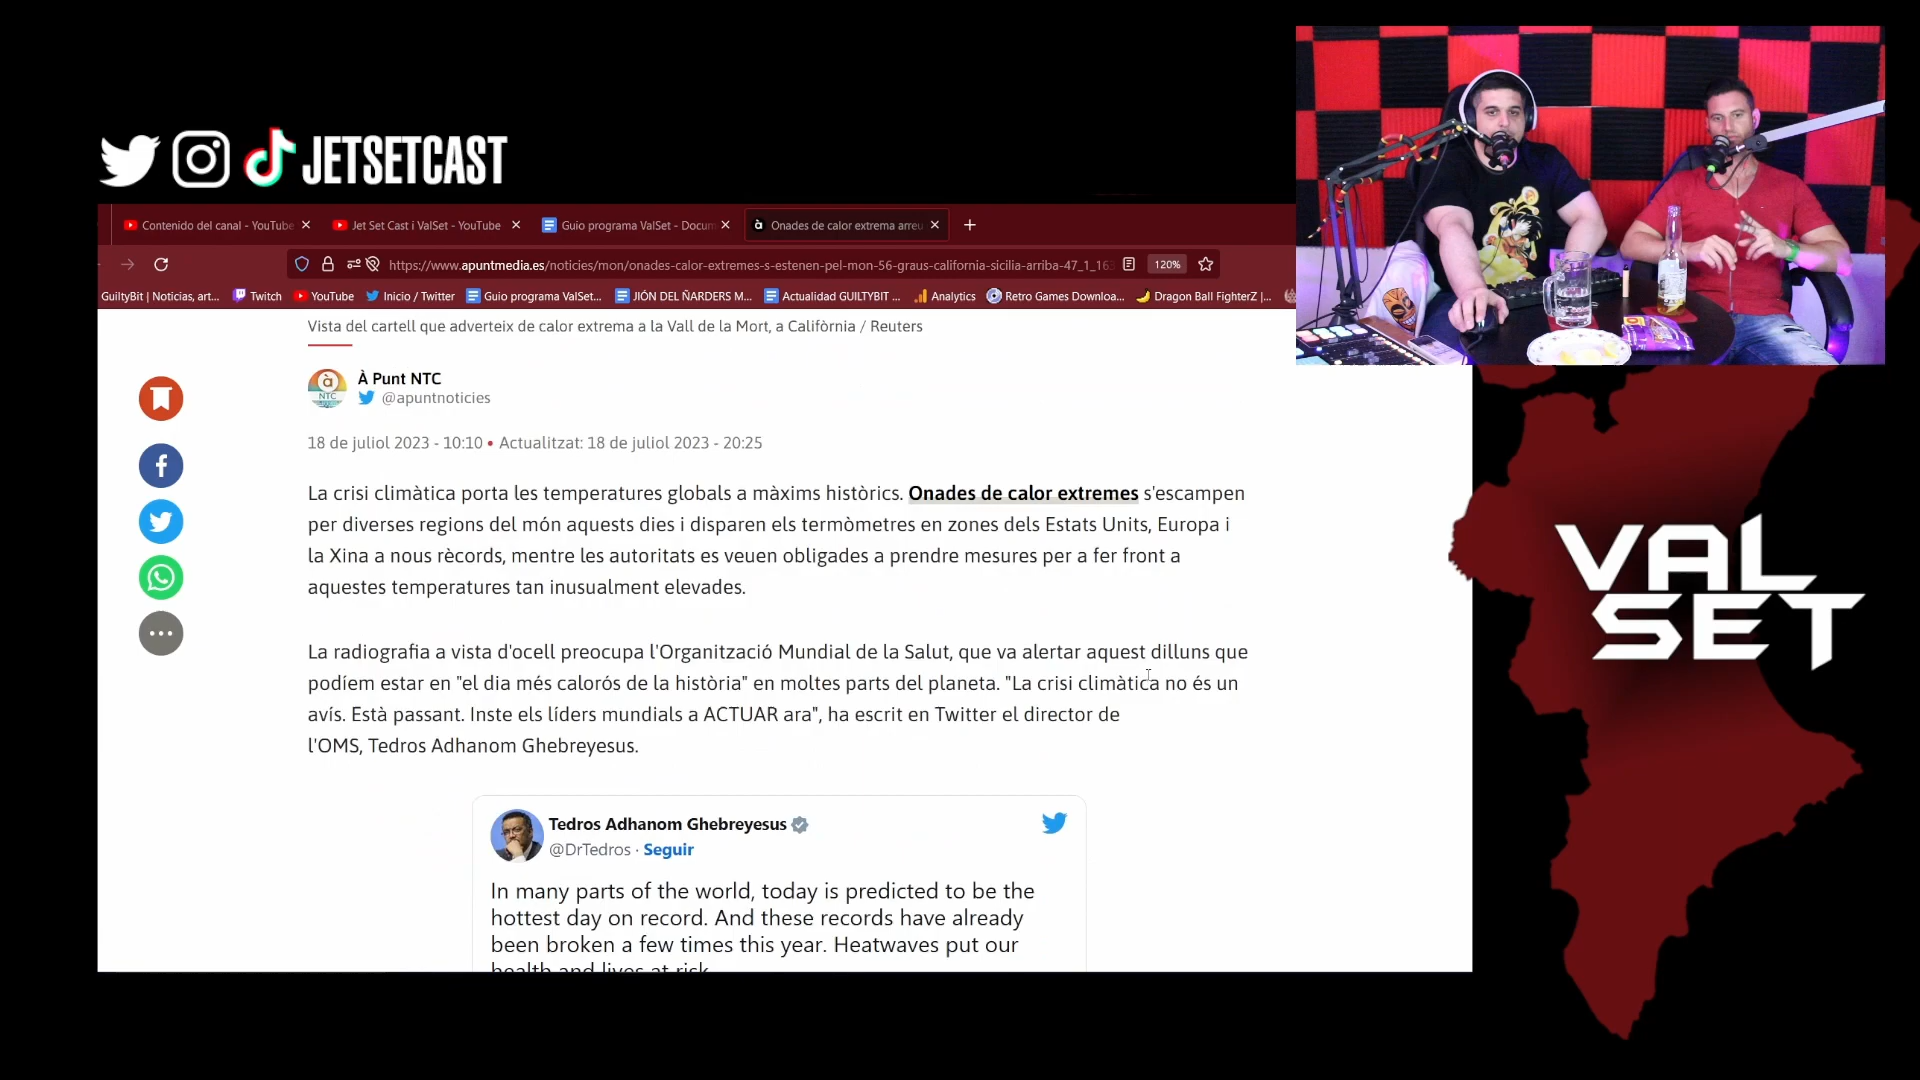 JETSETCAST
Contenido del canal - YouTube
Jet Set Cast i ValSet - YouTube
Guio programa ValSet - Docum
Onades de calor extrema arreu
https://www.apuntmedia.es/noticies/mon/onades-calor-extremes-s-estenen-pel-mon-56-graus-california-sicilia-arriba-47_1_163
120%
GuiltyBit | Noticias, art...
Twitch
YouTube
Inicio / Twitter
Guio programa ValSet...
JIÓN DEL ÑARDERS M...
Actualidad GUILTYBIT ...
Analytics
Retro Games Downloa...
Dragon Ball FighterZ |...
Vista del cartell que adverteix de calor extrema a la Vall de la Mort, a Califòrnia / Reuters
à
NTC
À Punt NTC
@apuntnoticies
18 de juliol 2023 - 10:10 • Actualitzat: 18 de juliol 2023 - 20:25
La crisi climàtica porta les temperatures globals a màxims històrics. Onades de calor extremes s'escampen
per diverses regions del món aquests dies i disparen els termòmetres en zones dels Estats Units, Europa i
la Xina a nous rècords, mentre les autoritats es veuen obligades a prendre mesures per a fer front a
aquestes temperatures tan inusualment elevades.
La radiografia a vista d'ocell preocupa l'Organització Mundial de la Salut, que va alertar aquest dilluns que
podíem estar en "el dia més calorós de la història" en moltes parts del planeta. "La crisi climàtica no és un
avís. Està passant. Inste els líders mundials a ACTUAR ara", ha escrit en Twitter el director de
l'OMS, Tedros Adhanom Ghebreyesus.
Tedros Adhanom Ghebreyesus
@DrTedros · Seguir
In many parts of the world, today is predicted to be the
hottest day on record. And these records have already
been broken a few times this year. Heatwaves put our
health and lives at risk.
VAL
SET